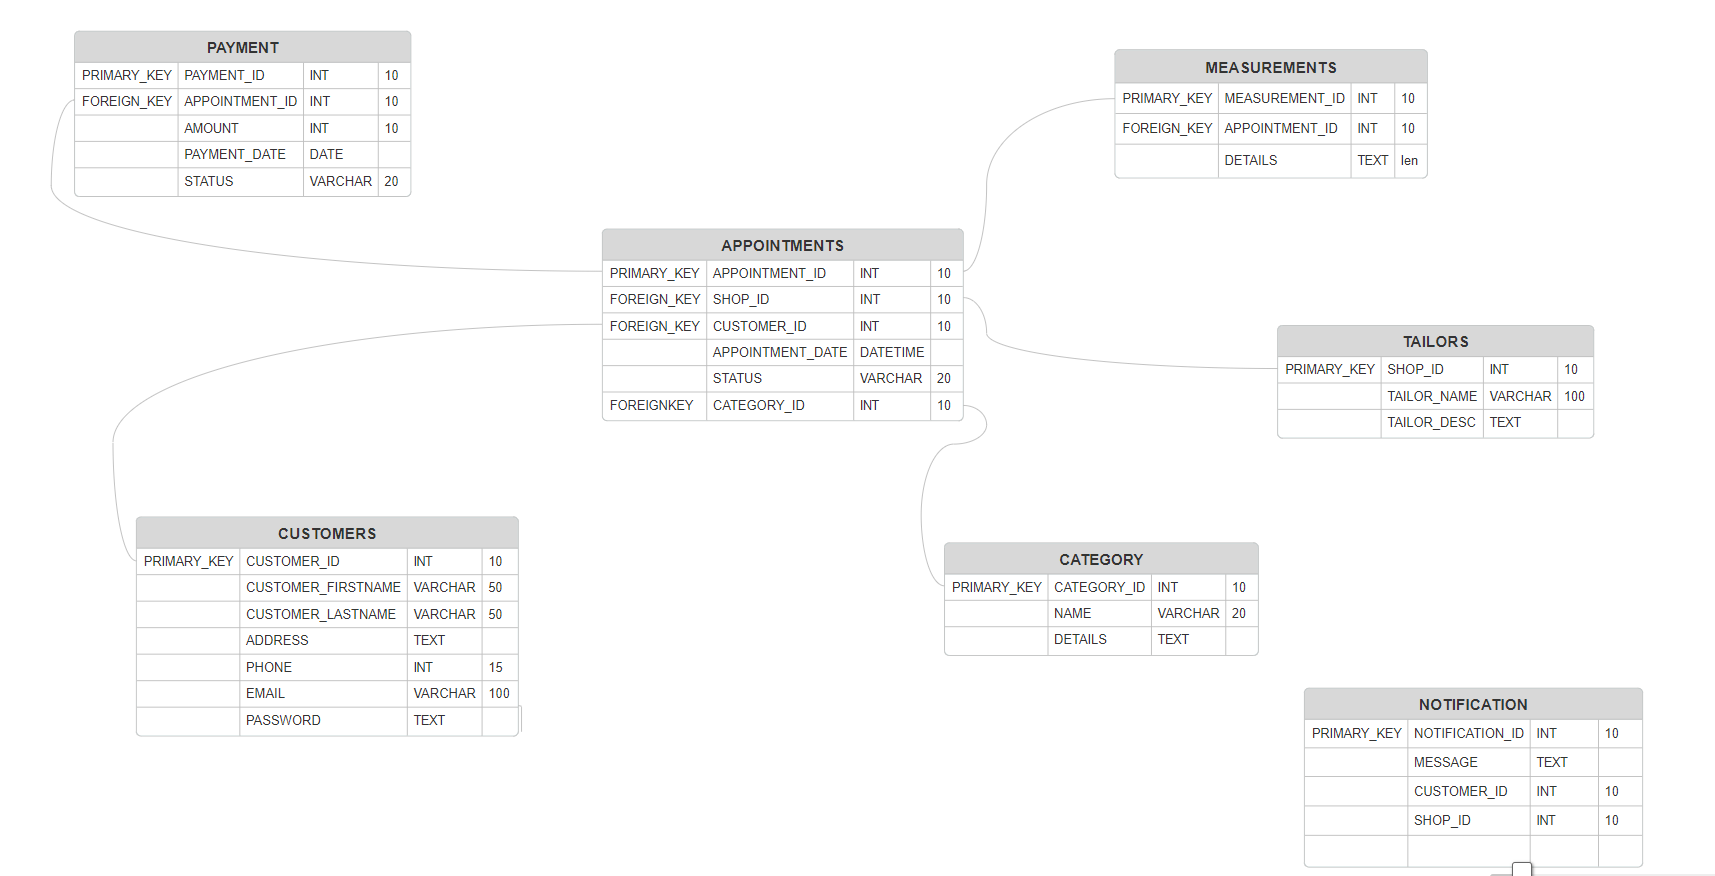 PAYMENT
PRIMARY_KEY PAYMENT_ID INT 10
FOREIGN_KEY APPOINTMENT_ID INT 10
AMOUNT INT 10
PAYMENT_DATE DATE
STATUS VARCHAR 20
MEASUREMENTS
PRIMARY_KEY MEASUREMENT_ID INT 10
FOREIGN_KEY APPOINTMENT_ID INT 10
DETAILS TEXT len
APPOINTMENTS
PRIMARY_KEY APPOINTMENT_ID INT 10
FOREIGN_KEY SHOP_ID INT 10
FOREIGN_KEY CUSTOMER_ID INT 10
APPOINTMENT_DATE DATETIME
STATUS VARCHAR 20
FOREIGNKEY CATEGORY_ID INT 10
TAILORS
PRIMARY_KEY SHOP_ID INT 10
TAILOR_NAME VARCHAR 100
TAILOR_DESC TEXT
CUSTOMERS
PRIMARY_KEY CUSTOMER_ID INT 10
CUSTOMER_FIRSTNAME VARCHAR 50
CUSTOMER_LASTNAME VARCHAR 50
ADDRESS TEXT
PHONE INT 15
EMAIL VARCHAR 100
PASSWORD TEXT
CATEGORY
PRIMARY_KEY CATEGORY_ID INT 10
NAME VARCHAR 20
DETAILS TEXT
NOTIFICATION
PRIMARY_KEY NOTIFICATION_ID INT 10
MESSAGE TEXT
CUSTOMER_ID INT 10
SHOP_ID INT 10